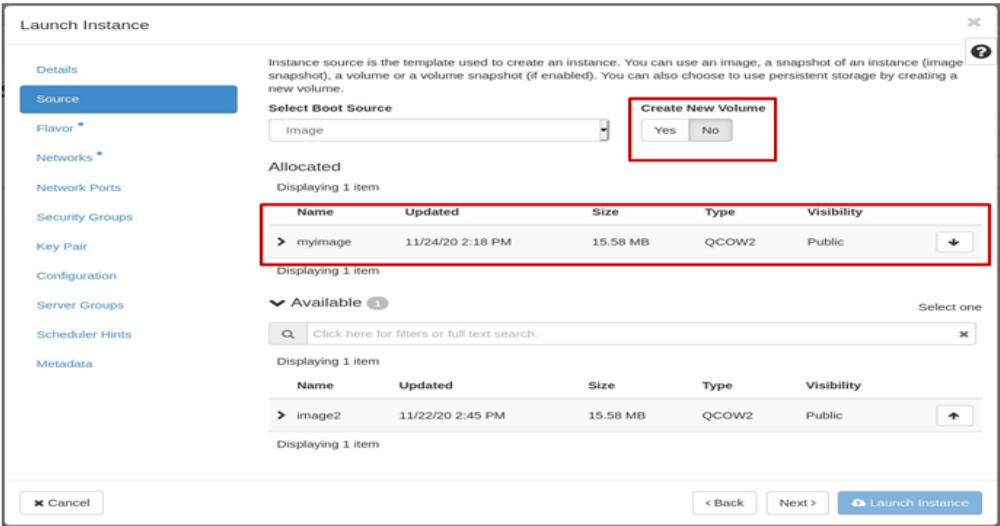 Launch Instance
Details
Source
Flavor *
Networks *
Network Ports
Security Groups
Key Pair
Configuration
Server Groups
Scheduler Hints
Metadata
Instance source is the template used to create an instance. You can use an image, a snapshot of an instance (image
snapshot), a volume or a volume snapshot (if enabled). You can also choose to use persistent storage by creating a
new volume.
Select Boot Source
Create New Volume
Image
Yes No
Allocated
Displaying 1 item
Name Updated Size Type Visibility
myimage 11/24/20 2:18 PM 15.58 MB QCOW2 Public
Displaying 1 item
Available 1
Select one
Click here for filters or full text search.
Displaying 1 item
Name Updated Size Type Visibility
image2 11/22/20 2:45 PM 15.58 MB QCOW2 Public
Displaying 1 item
Cancel
< Back Next > Launch Instance